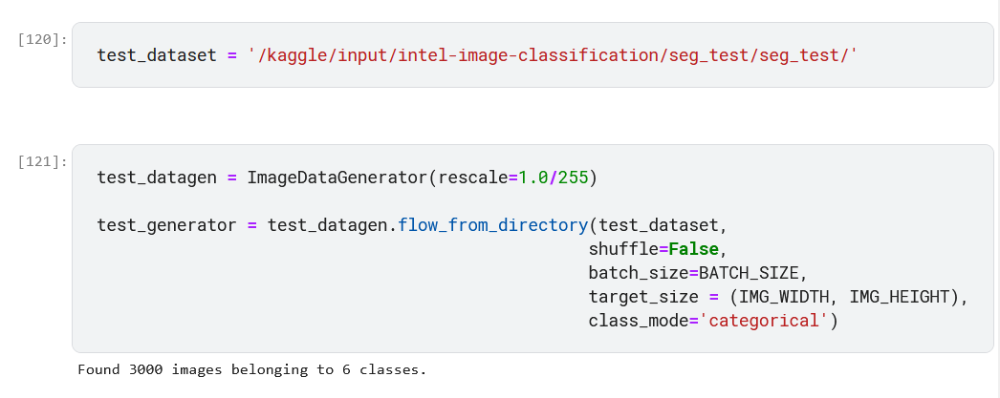 [120]:
test_dataset = '/kaggle/input/intel-image-classification/seg_test/seg_test/'
[121]:
test_datagen = ImageDataGenerator(rescale=1.0/255)
test_generator = test_datagen.flow_from_directory(test_dataset,
shuffle=False,
batch_size=BATCH_SIZE,
target_size = (IMG_WIDTH, IMG_HEIGHT),
class_mode='categorical')
Found 3000 images belonging to 6 classes.